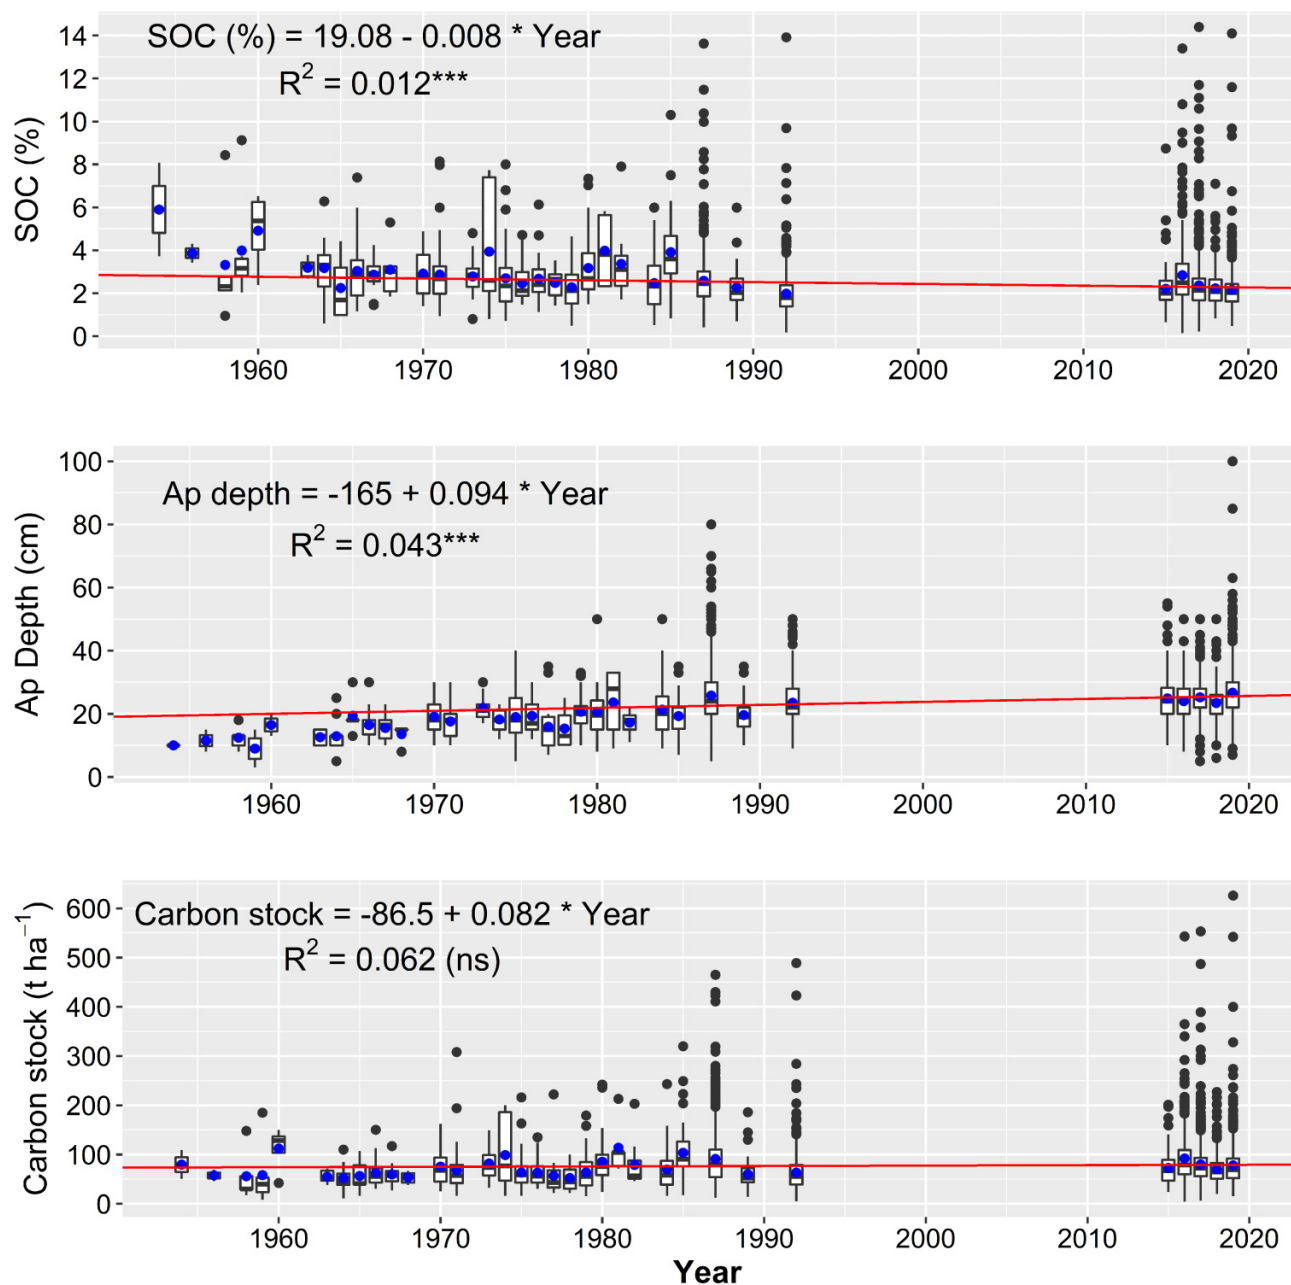 SOC (%) = 19.08 - 0.008 * Year
R² = 0.012***
SOC (%)
14
12
10
8
6
4
2
0
1960 1970 1980 1990 2000 2010 2020
Ap depth = -165 + 0.094 * Year
R² = 0.043***
Ap Depth (cm)
100
80
60
40
20
0
1960 1970 1980 1990 2000 2010 2020
Carbon stock = -86.5 + 0.082 * Year
R² = 0.062 (ns)
Carbon stock (t ha⁻¹)
600
500
400
300
200
100
0
1960 1970 1980 1990 2000 2010 2020
Year